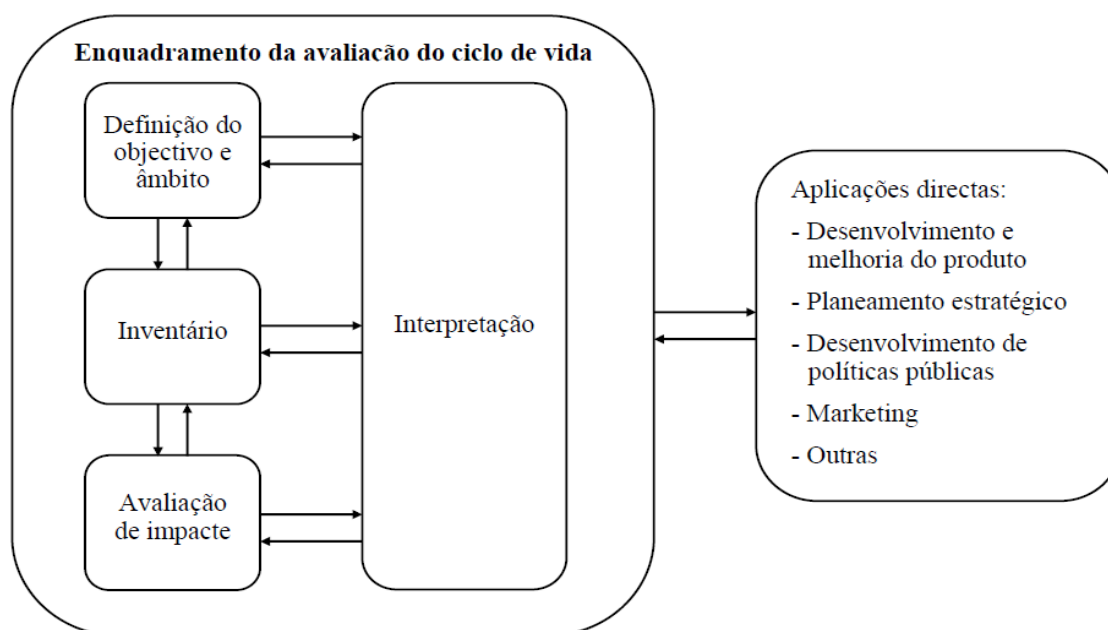 Enquadramento da avaliação do ciclo de vida
Definição do
objectivo e
âmbito
Inventário
Avaliação
de impacte
Interpretação
Aplicações directas:
- Desenvolvimento e
melhoria do produto
- Planeamento estratégico
- Desenvolvimento de
políticas públicas
- Marketing
- Outras